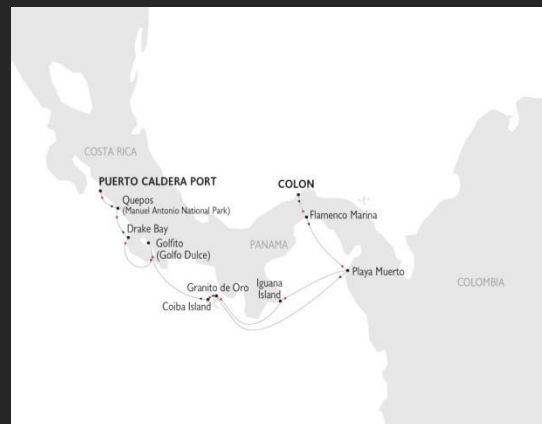 COSTA RICA
PUERTO CALDERA PORT
Quepos
(Manuel Antonio National Park)
Drake Bay
Golfito
(Golfo Dulce)
COLON
Flamenco Marina
PANAMA
Playa Muerto
Granito de Oro
Coiba Island
Iguana
Island
COLOMBIA